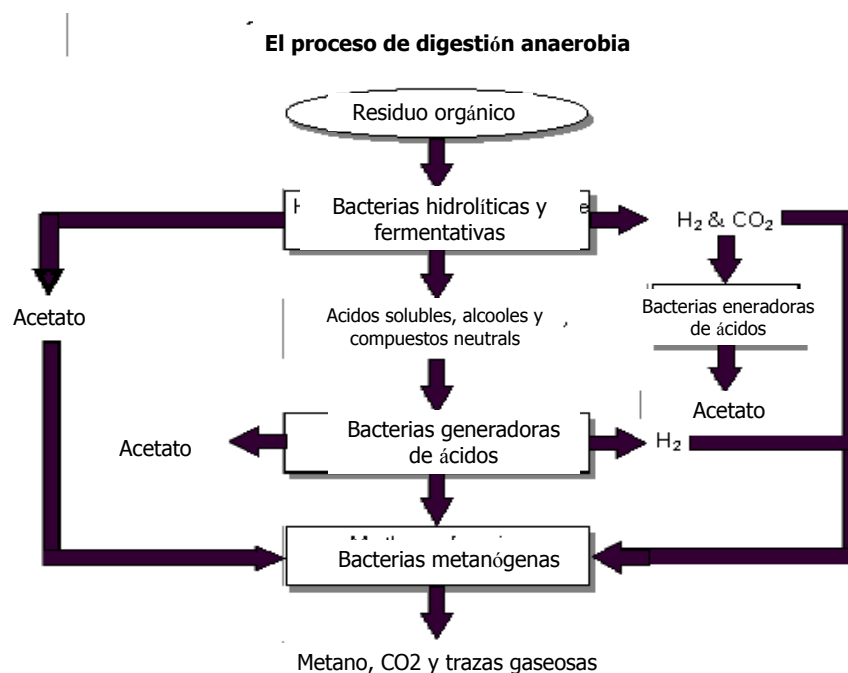 El proceso de digestión anaerobia
Residuo orgánico
Bacterias hidrolíticas y
fermentativas
H₂ & CO₂
Acetato
Acidos solubles, alcooles y
compuestos neutrals
Bacterias eneradoras
de ácidos
Acetato
Acetato
Bacterias generadoras
de ácidos
H₂
Bacterias metanógenas
Metano, CO2 y trazas gaseosas